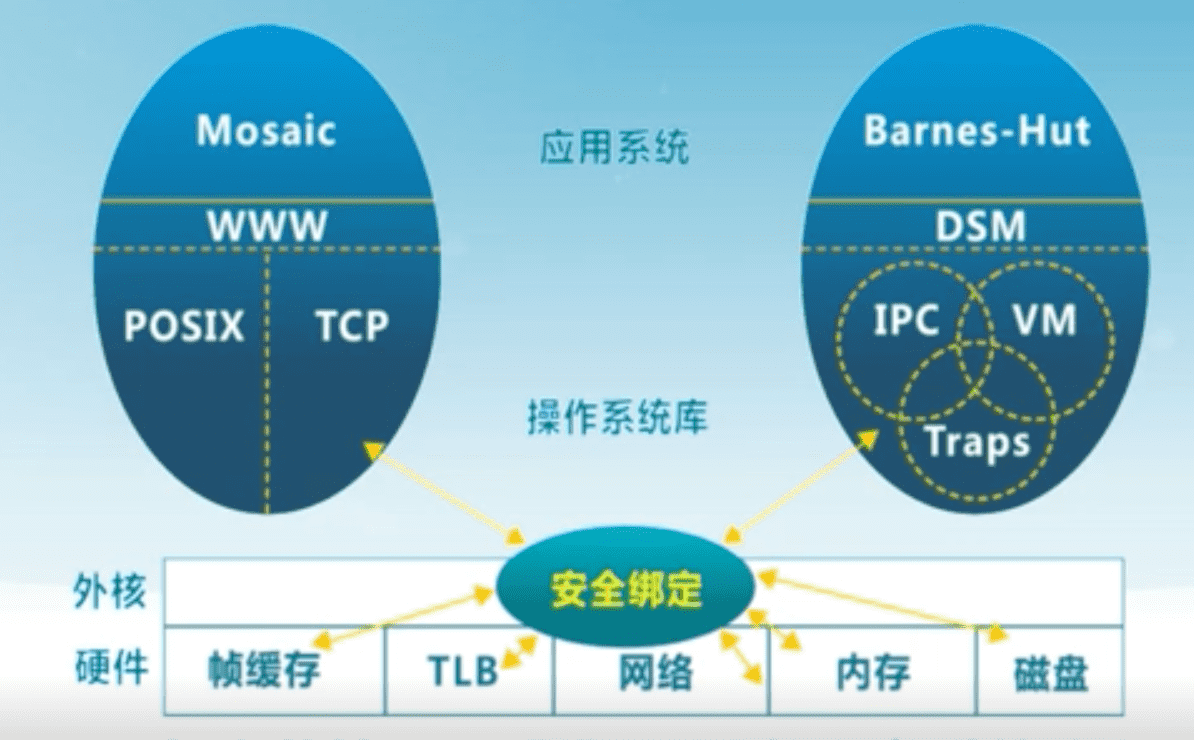 Mosaic
应用系统
Barnes-Hut
WWW
DSM
POSIX
TCP
IPC
VM
操作系统库
Traps
外核
安全绑定
硬件
帧缓存
TLB
网络
内存
磁盘